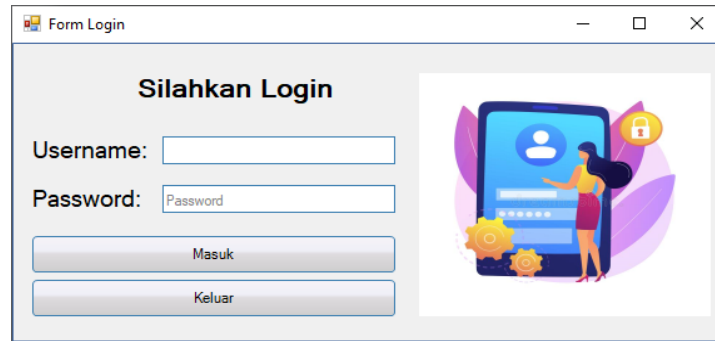 Form Login
Silahkan Login
Username:
Password: Password
Masuk
Keluar